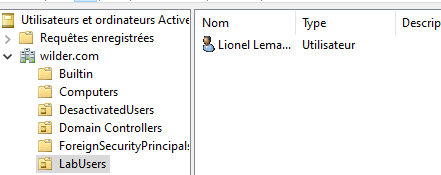 Utilisateurs et ordinateurs Active
Requêtes enregistrées
wilder.com
Builtin
Computers
DesactivatedUsers
Domain Controllers
ForeignSecurityPrincipals
LabUsers
Nom Type Descrip
Lionel Lema... Utilisateur